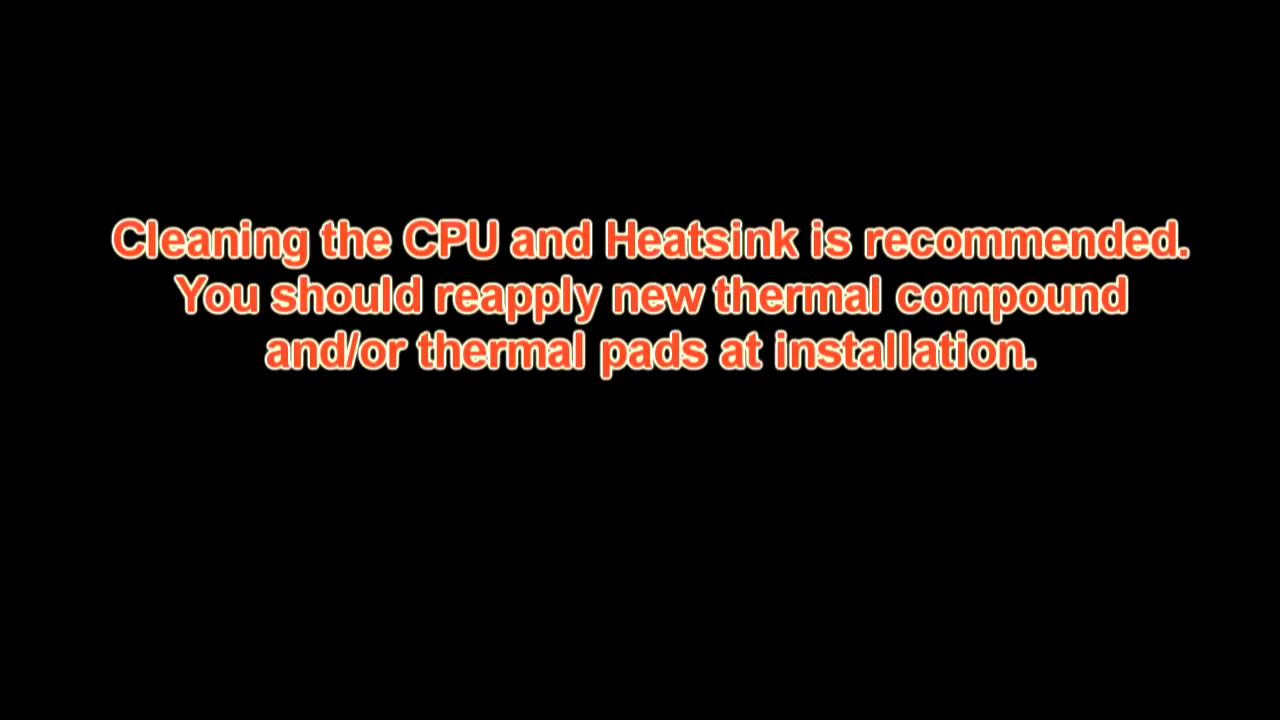 Cleaning the CPU and Heatsink is recommended.
You should reapply new thermal compound
and/or thermal pads at installation.